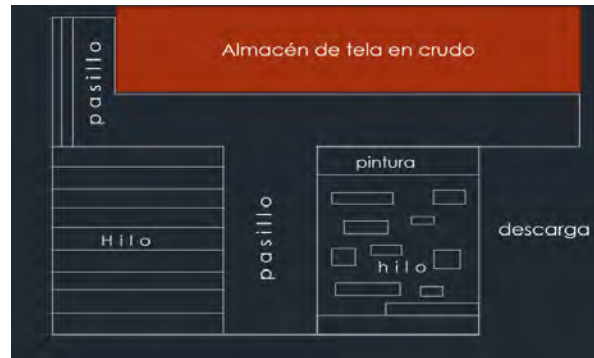 Almacén de tela en crudo
pasillo
pintura
pasillo
descarga
Hilo
hilo